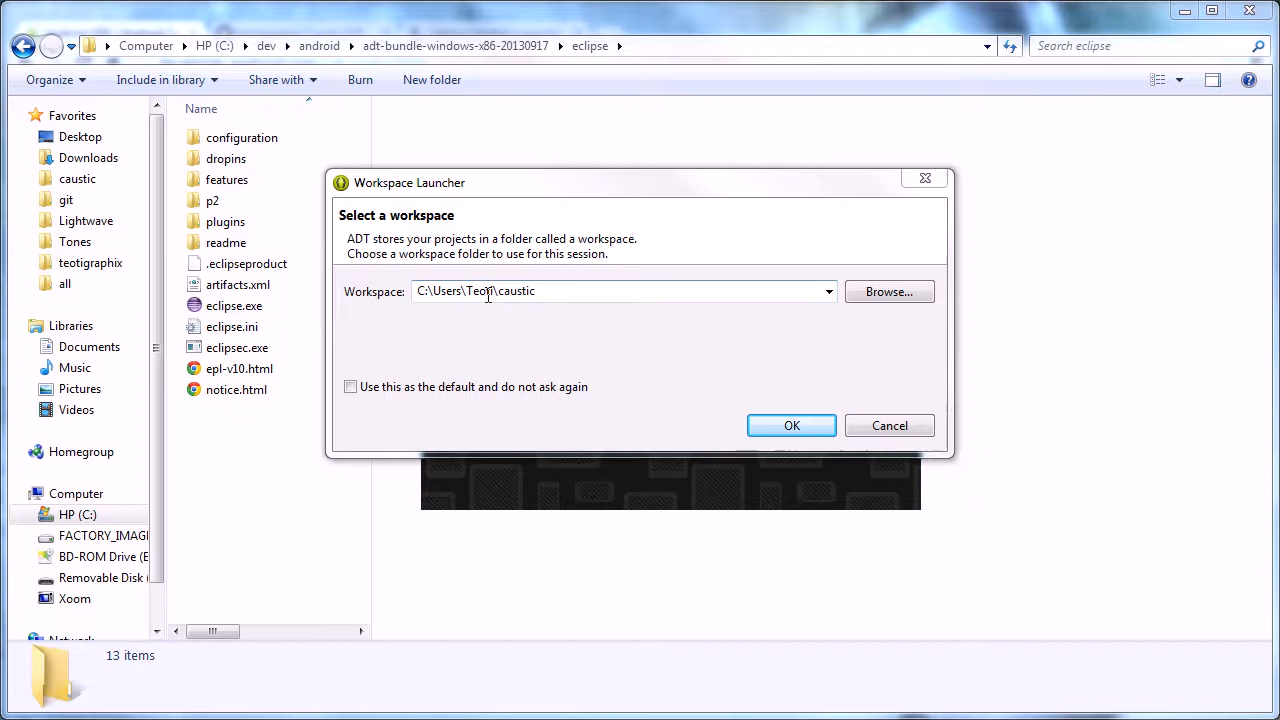 Computer HP (C:) dev android adt-bundle-windows-x86-20130917 eclipse
Search eclipse
Organize Include in library Share with Burn New folder
Favorites
Desktop
Downloads
caustic
git
Lightwave
Tones
teotigraphix
all
Libraries
Documents
Music
Pictures
Videos
Homegroup
Computer
HP (C:)
FACTORY_IMAG
BD-ROM Drive (E
Removable Disk (
Xoom
Network
Name
configuration
dropins
features
p2
plugins
readme
.eclipseproduct
artifacts.xml
eclipse.exe
eclipse.ini
eclipsec.exe
epl-v10.html
notice.html
Workspace Launcher
Select a workspace
ADT stores your projects in a folder called a workspace.
Choose a workspace folder to use for this session.
Workspace: C:\Users\Teoti\caustic Browse...
Use this as the default and do not ask again
OK Cancel
13 items